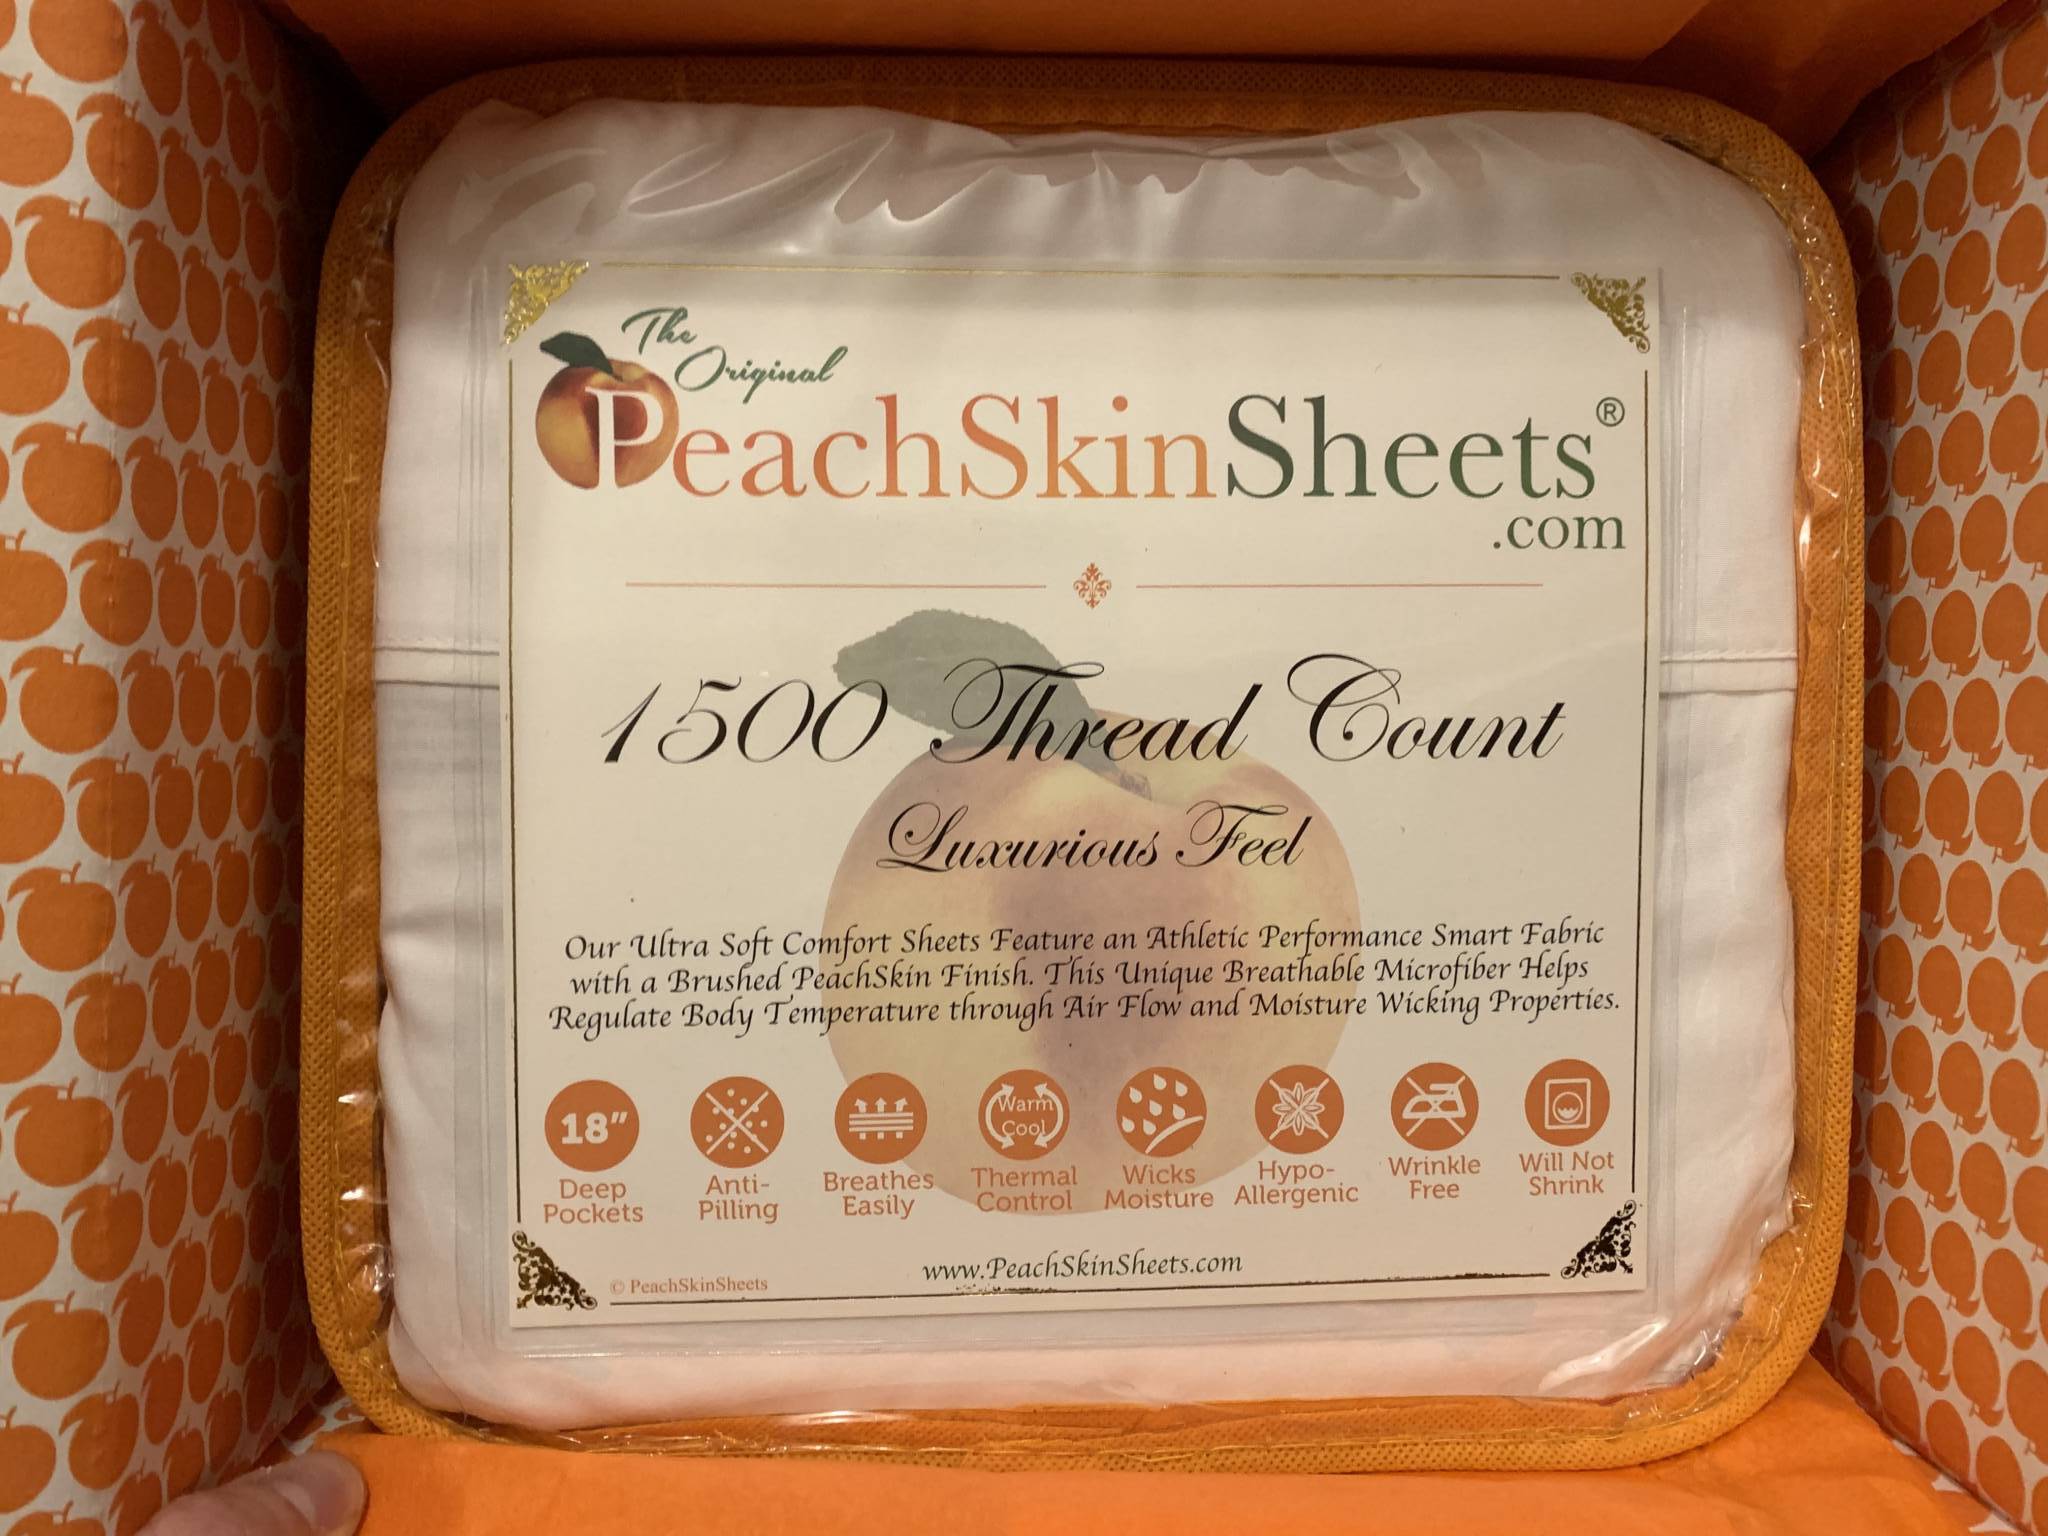 The
Original
PeachSkinSheets®
.com
1500 Thread Count
Luxurious Feel
Our Ultra Soft Comfort Sheets Feature an Athletic Performance Smart Fabric
with a Brushed PeachSkin Finish. This Unique Breathable Microfiber Helps
Regulate Body Temperature through Air Flow and Moisture Wicking Properties.
18"
Deep
Pockets
Anti-
Pilling
Breathes
Easily
Warm
Cool
Thermal
Control
Wicks
Moisture
Hypo-
Allergenic
Wrinkle
Free
Will Not
Shrink
© PeachSkinSheets
www.PeachSkinSheets.com